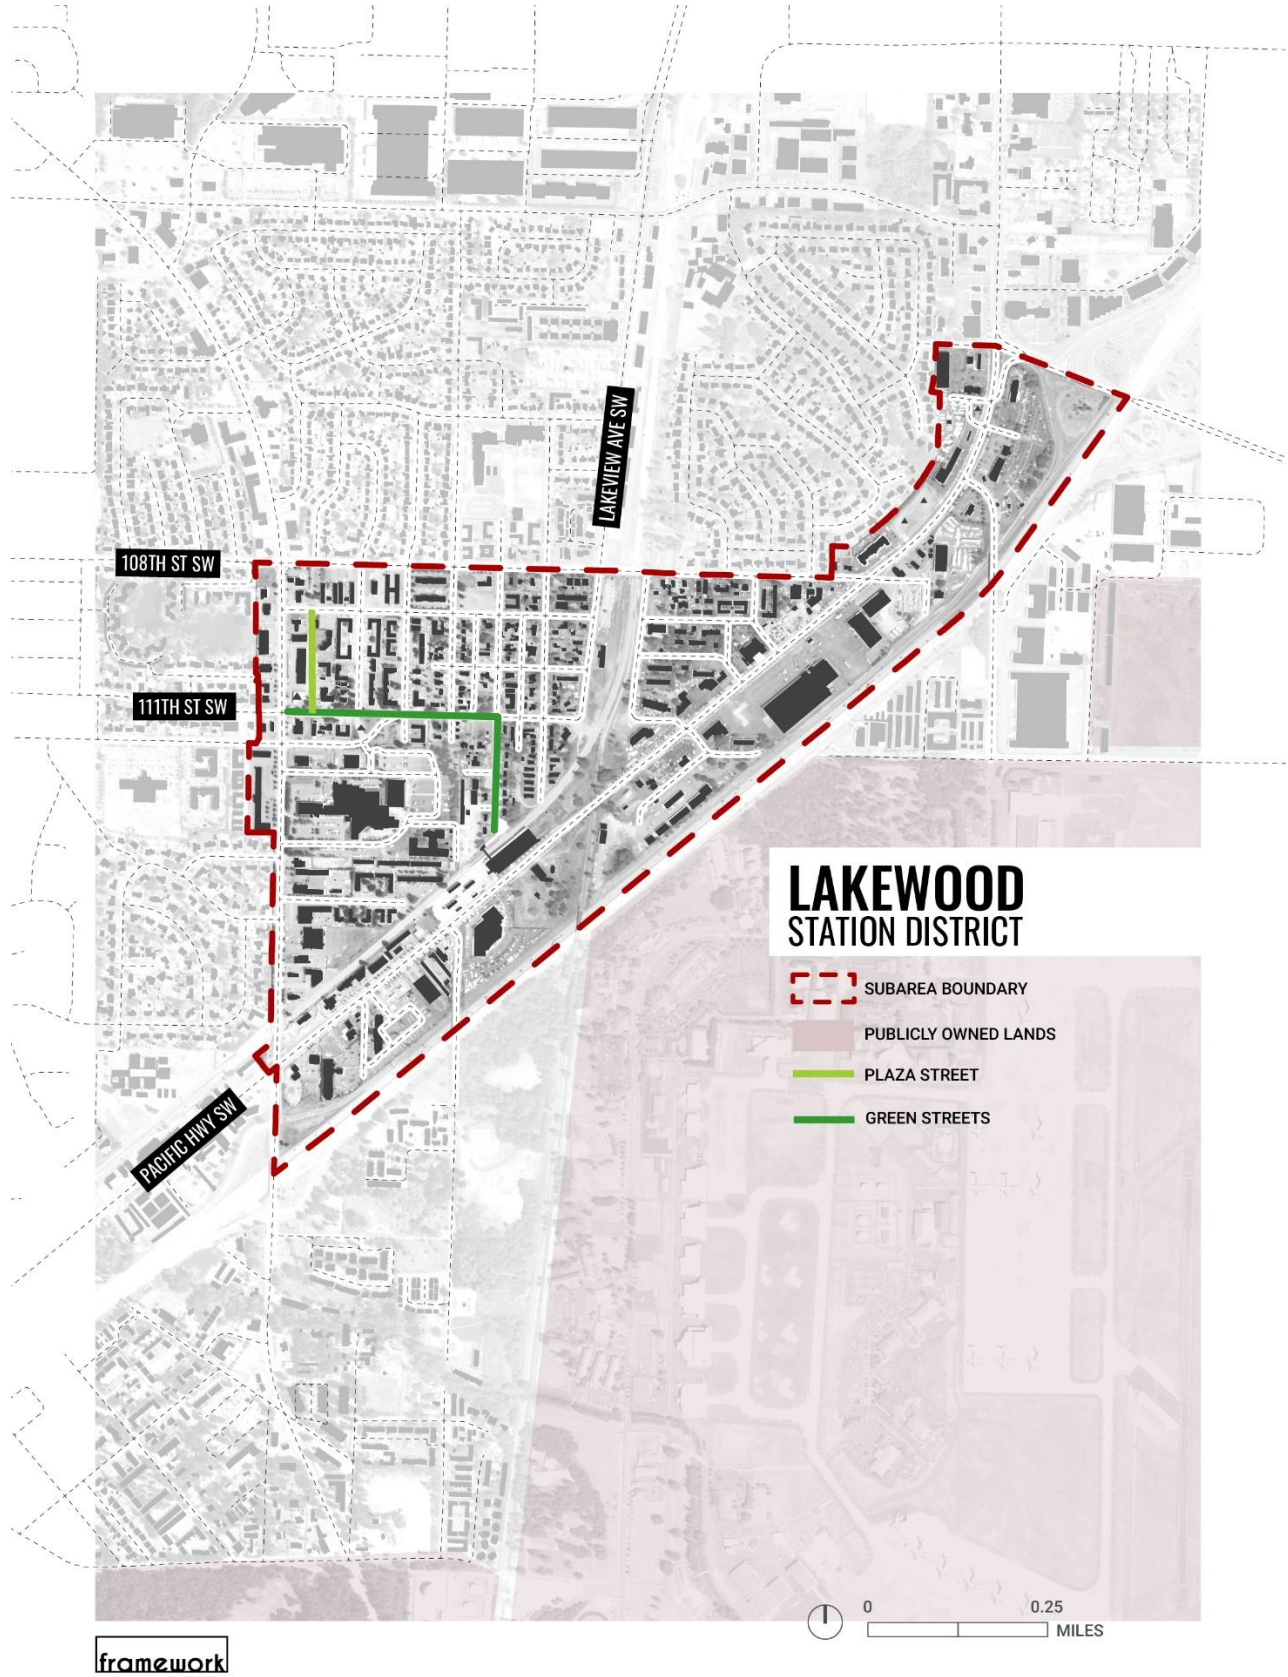 LAKEVIEW AVE SW
108TH ST SW
111TH ST SW
PACIFIC HWY SW
LAKEWOOD
STATION DISTRICT
SUBAREA BOUNDARY
PUBLICLY OWNED LANDS
PLAZA STREET
GREEN STREETS
0 0.25
MILES
framework